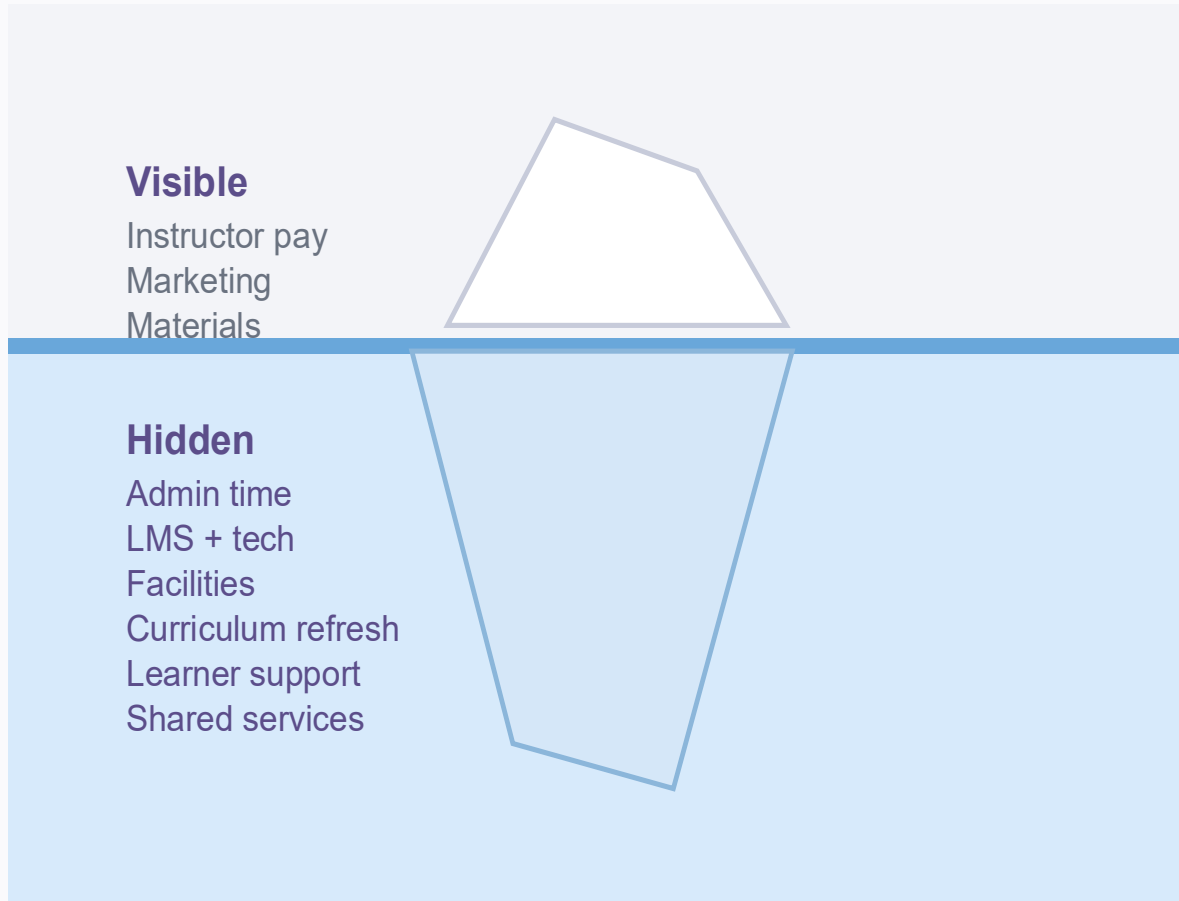 Visible
Instructor pay
Marketing
Materials
Hidden
Admin time
LMS + tech
Facilities
Curriculum refresh
Learner support
Shared services